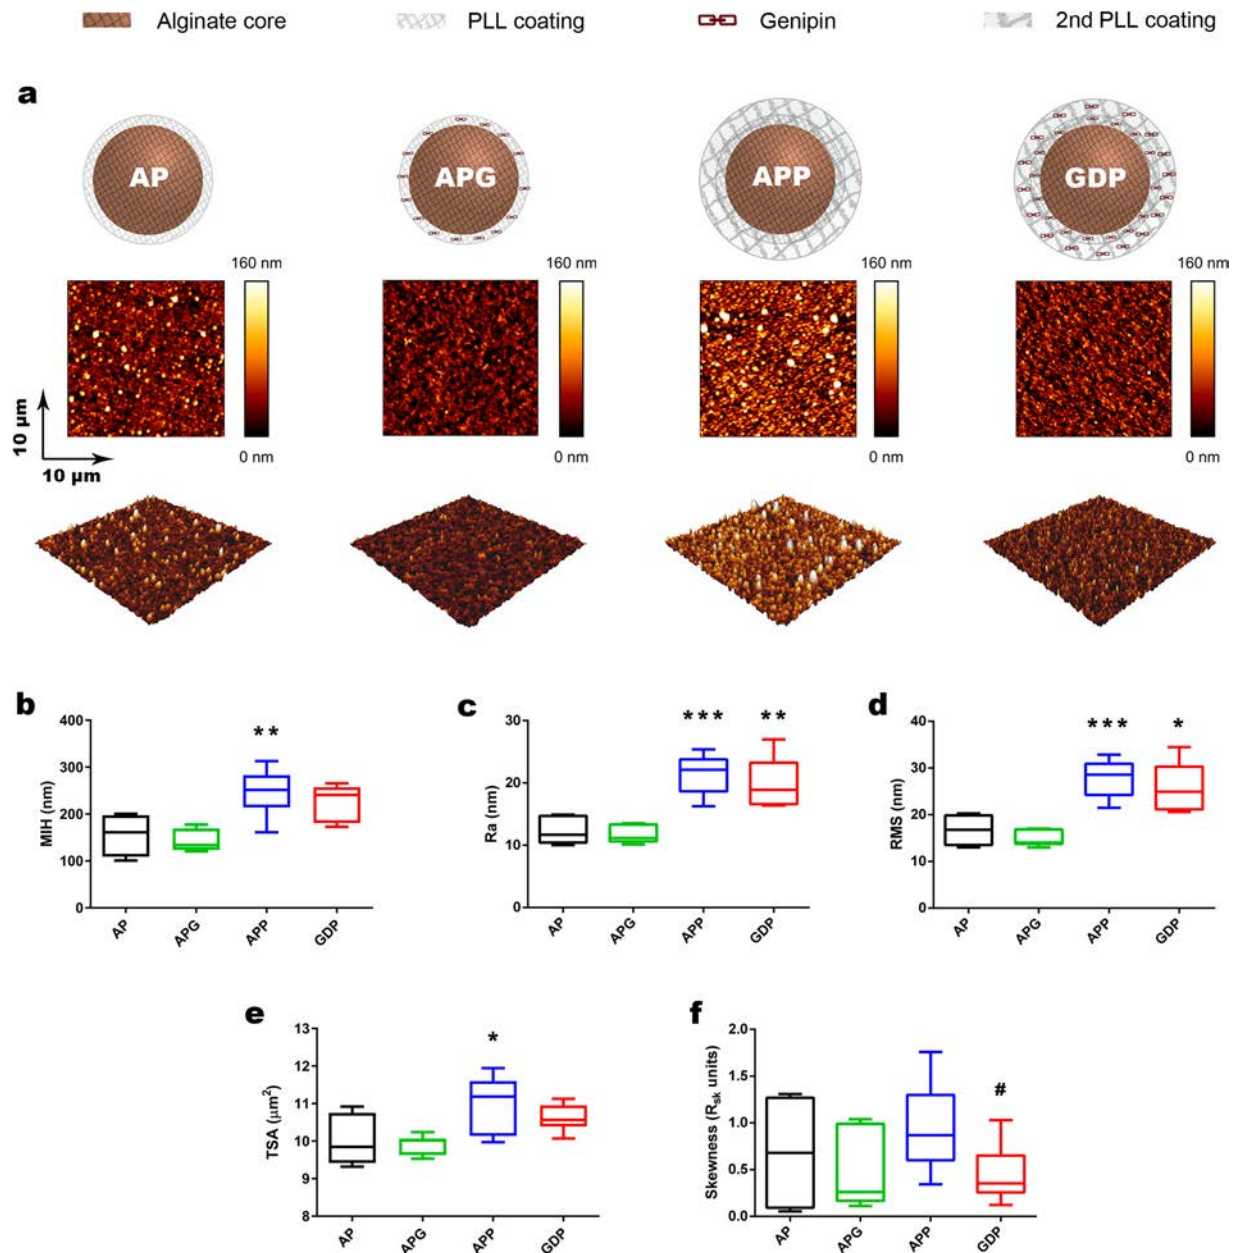 Alginate core PLL coating Genipin 2nd PLL coating
a
AP APG APP GDP
160 nm 160 nm 160 nm 160 nm
10 µm
0 nm 0 nm 0 nm 0 nm
10 µm
b c d
400
300
200
100
0
MIH (nm)
**
AP APG APP GDP
30
20
10
0
Ra (nm)
*** **
AP APG APP GDP
40
30
20
10
0
RMS (nm)
*** *
AP APG APP GDP
e f
13
12
11
10
9
8
TSA (µm²)
*
AP APG APP GDP
2.0
1.5
1.0
0.5
0.0
Skewness (Rsk units)
#
AP APG APP GDP